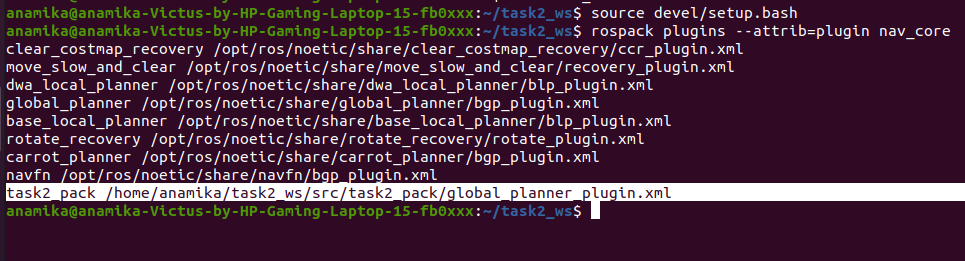 anamika@anamika-Victus-by-HP-Gaming-Laptop-15-fb0xxx:~/task2_ws$ source devel/setup.bash
anamika@anamika-Victus-by-HP-Gaming-Laptop-15-fb0xxx:~/task2_ws$ rospack plugins --attrib=plugin nav_core
clear_costmap_recovery /opt/ros/noetic/share/clear_costmap_recovery/ccr_plugin.xml
move_slow_and_clear /opt/ros/noetic/share/move_slow_and_clear/recovery_plugin.xml
dwa_local_planner /opt/ros/noetic/share/dwa_local_planner/blp_plugin.xml
global_planner /opt/ros/noetic/share/global_planner/bgp_plugin.xml
base_local_planner /opt/ros/noetic/share/base_local_planner/blp_plugin.xml
rotate_recovery /opt/ros/noetic/share/rotate_recovery/rotate_plugin.xml
carrot_planner /opt/ros/noetic/share/carrot_planner/bgp_plugin.xml
navfn /opt/ros/noetic/share/navfn/bgp_plugin.xml
task2_pack /home/anamika/task2_ws/src/task2_pack/global_planner_plugin.xml
anamika@anamika-Victus-by-HP-Gaming-Laptop-15-fb0xxx:~/task2_ws$